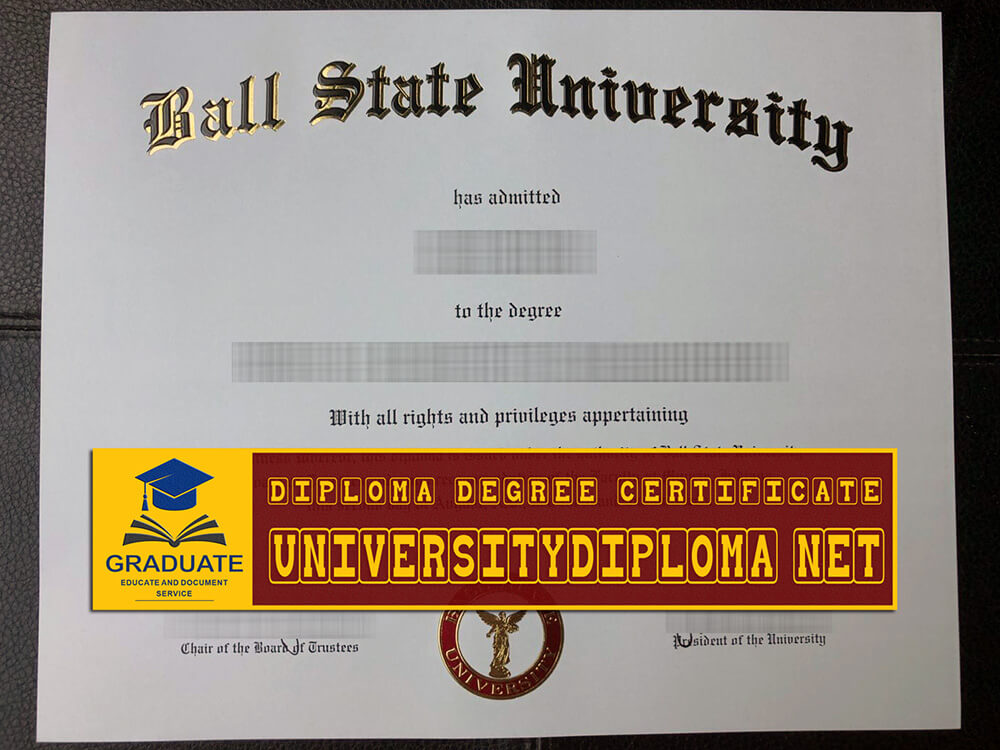 Ball State University
has admitted
to the degree
With all rights and privileges appertaining
GRADUATE
EDUCATE AND DOCUMENT
SERVICE
DIPLOMA DEGREE CERTIFICATE
UNIVERSITYDIPLOMA NET
Chair of the Board of Trustees
UNIVERSITY
President of the University